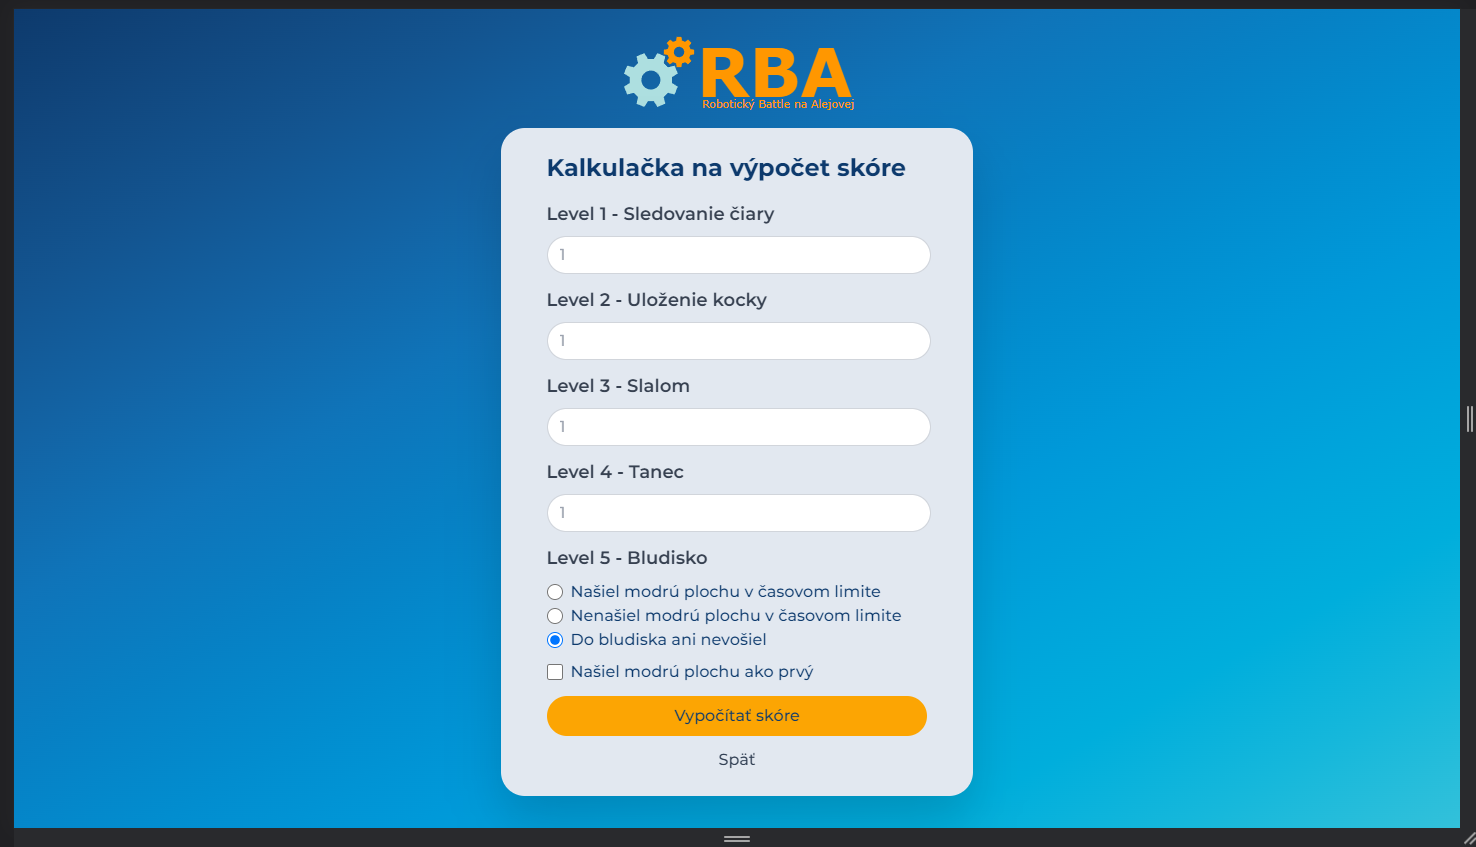 RBA
Robotický Battle na Alejovej
Kalkulačka na výpočet skóre
Level 1 - Sledovanie čiary
1
Level 2 - Uloženie kocky
1
Level 3 - Slalom
1
Level 4 - Tanec
1
Level 5 - Bludisko
Našiel modrú plochu v časovom limite
Nenašiel modrú plochu v časovom limite
Do bludiska ani nevošiel
Našiel modrú plochu ako prvý
Vypočítať skóre
Späť